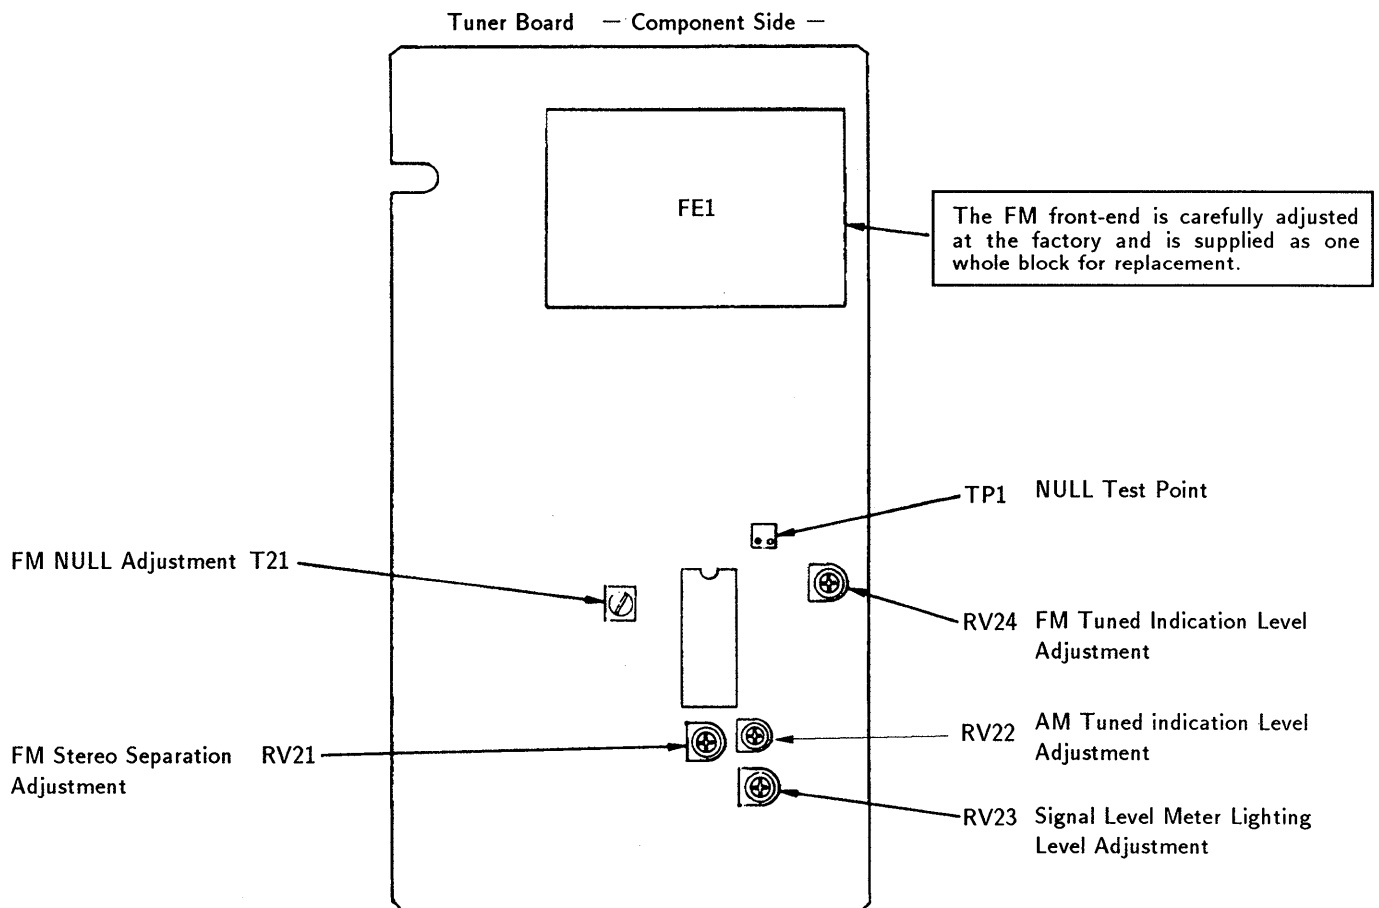 Tuner Board — Component Side —
FE1
The FM front-end is carefully adjusted
at the factory and is supplied as one
whole block for replacement.
TP1 NULL Test Point
FM NULL Adjustment T21
RV24 FM Tuned Indication Level
Adjustment
RV22 AM Tuned indication Level
Adjustment
FM Stereo Separation RV21
Adjustment
RV23 Signal Level Meter Lighting
Level Adjustment